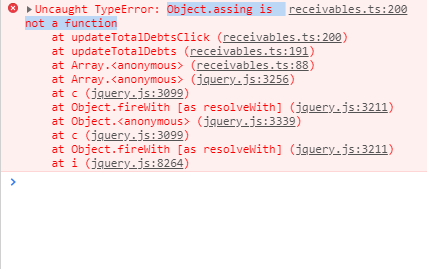 Uncaught TypeError: Object.assing is receivables.ts:200
not a function
at updateTotalDebtsClick (receivables.ts:200)
at updateTotalDebts (receivables.ts:191)
at Array.<anonymous> (receivables.ts:88)
at Array.<anonymous> (jquery.js:3256)
at c (jquery.js:3099)
at Object.fireWith [as resolveWith] (jquery.js:3211)
at Object.<anonymous> (jquery.js:3339)
at c (jquery.js:3099)
at Object.fireWith [as resolveWith] (jquery.js:3211)
at i (jquery.js:8264)